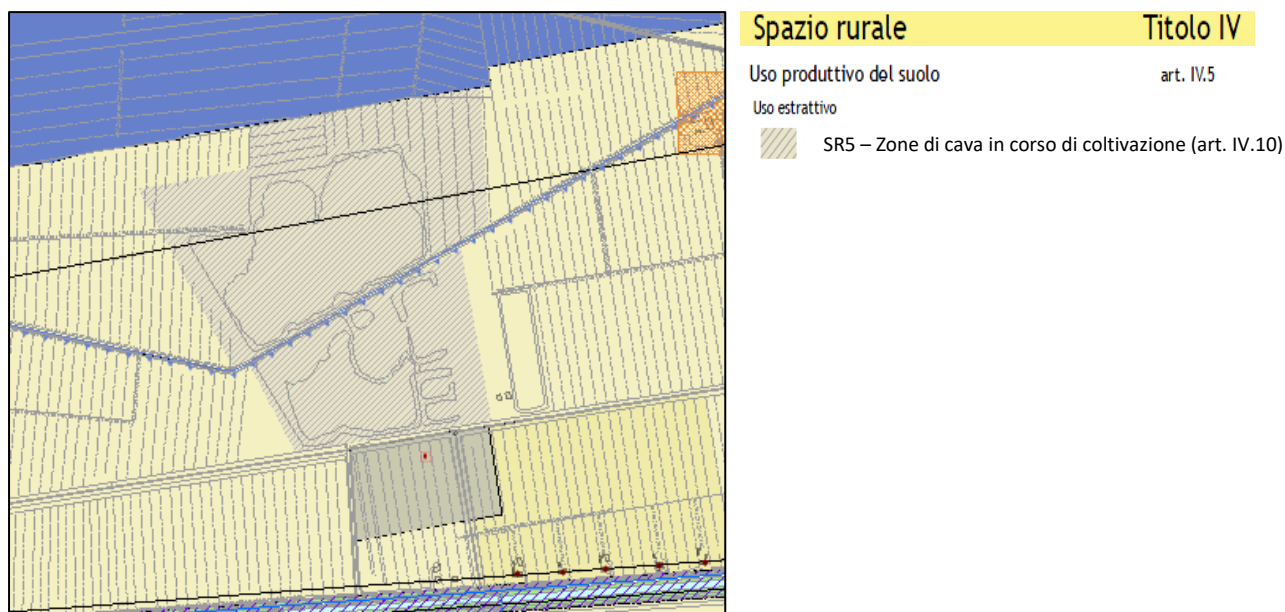 Spazio rurale Titolo IV
Uso produttivo del suolo art. IV.5
Uso estrattivo
SR5 – Zone di cava in corso di coltivazione (art. IV.10)